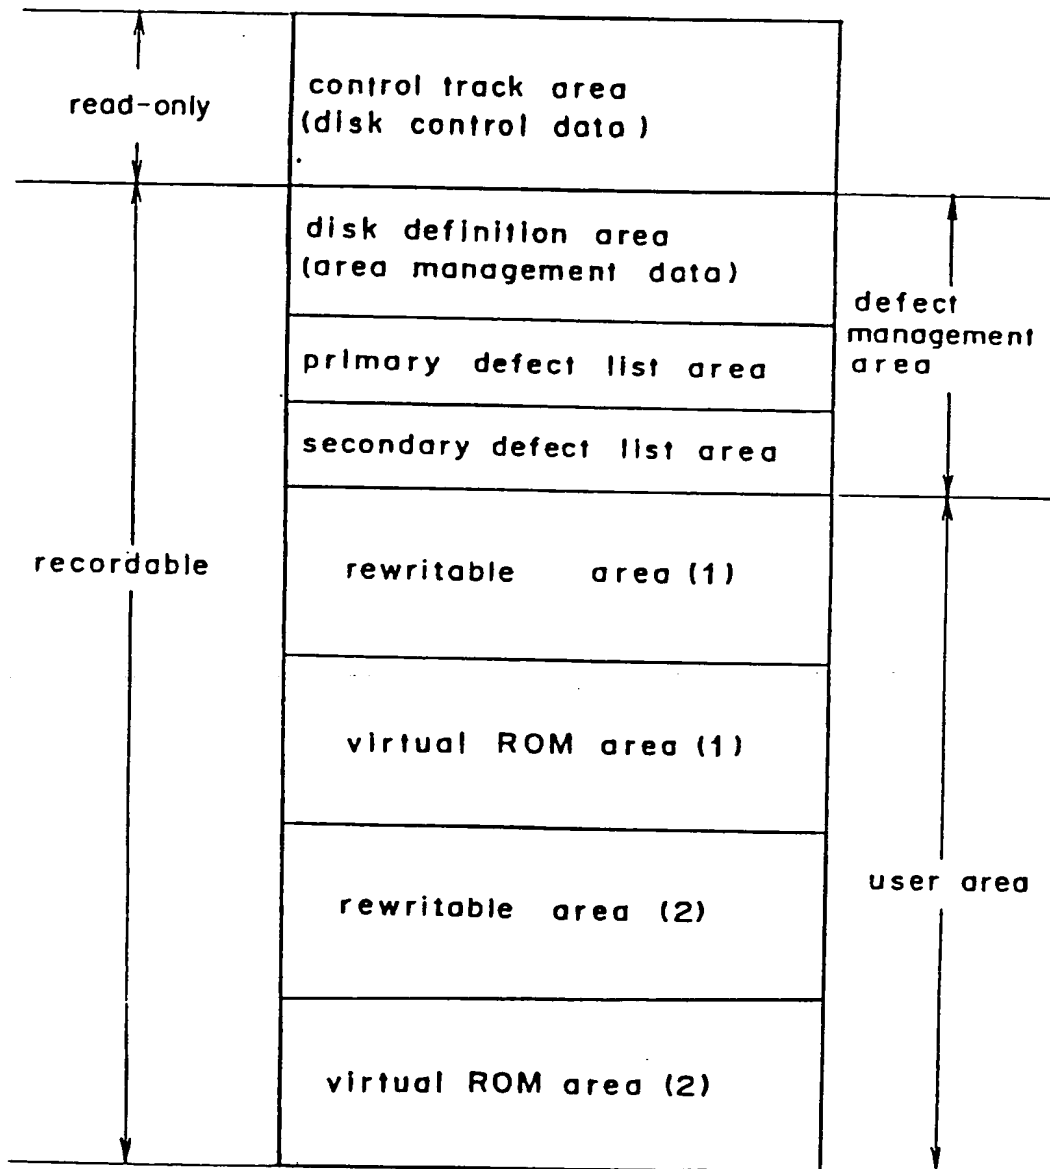 read-only
control track area
(disk control data)
disk definition area
(area management data)
defect
management
area
primary defect list area
secondary defect list area
recordable
rewritable area (1)
virtual ROM area (1)
user area
rewritable area (2)
virtual ROM area (2)